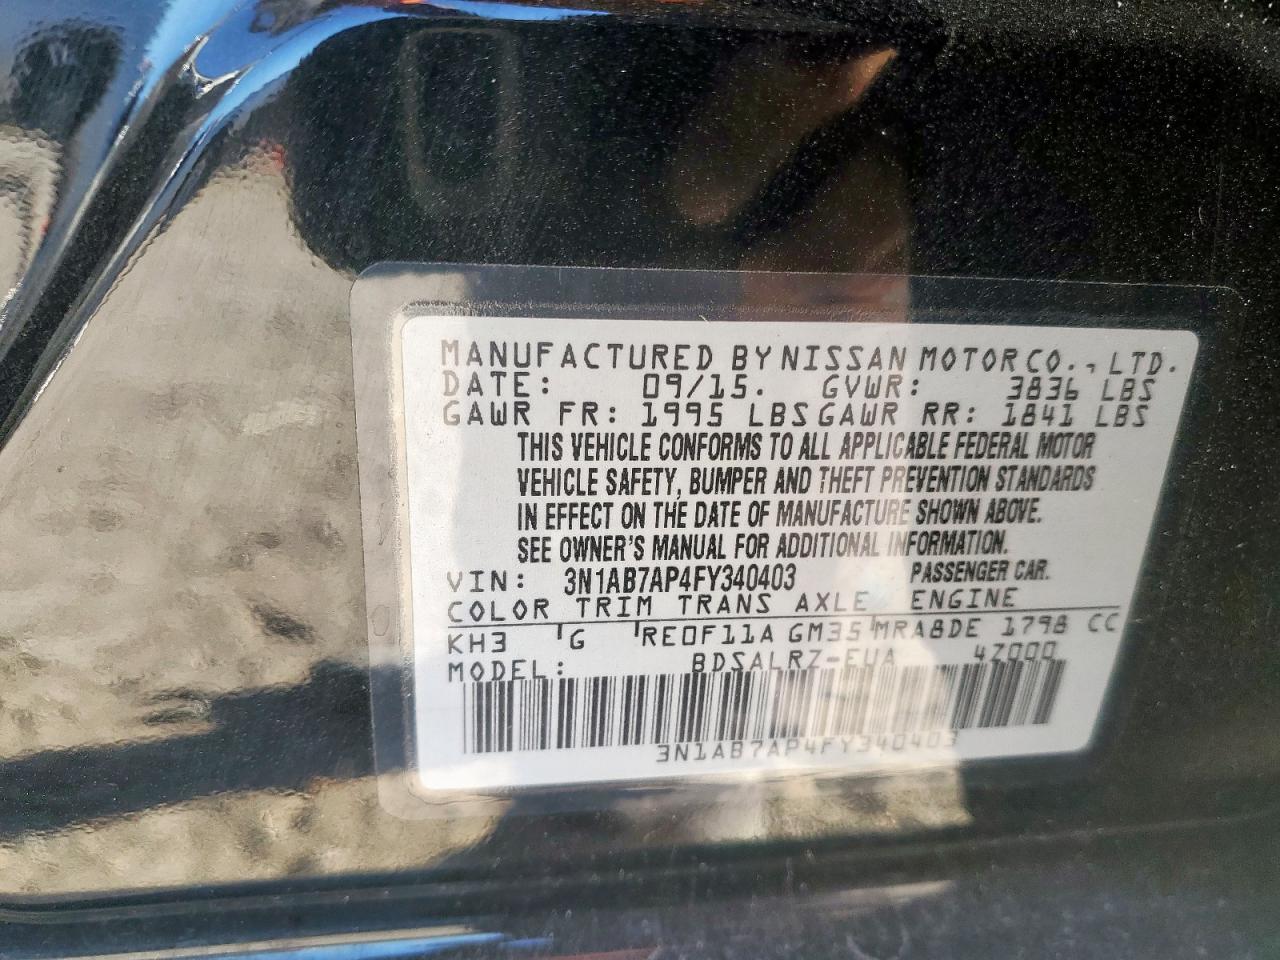 MANUFACTURED BY NISSAN MOTOR CO., LTD.
DATE: 09/15. GVWR: 3836 LBS
GAWR FR: 1995 LBS GAWR RR: 1841 LBS
THIS VEHICLE CONFORMS TO ALL APPLICABLE FEDERAL MOTOR
VEHICLE SAFETY, BUMPER AND THEFT PREVENTION STANDARDS
IN EFFECT ON THE DATE OF MANUFACTURE SHOWN ABOVE.
SEE OWNER'S MANUAL FOR ADDITIONAL INFORMATION.
VIN: 3N1AB7AP4FY340403 PASSENGER CAR.
COLOR TRIM TRANS AXLE ENGINE
KH3 G RE0F11A GM35 MRA8DE 1798 CC
MODEL: BDSALRZ-EUA 4Z000
3N1AB7AP4FY340403